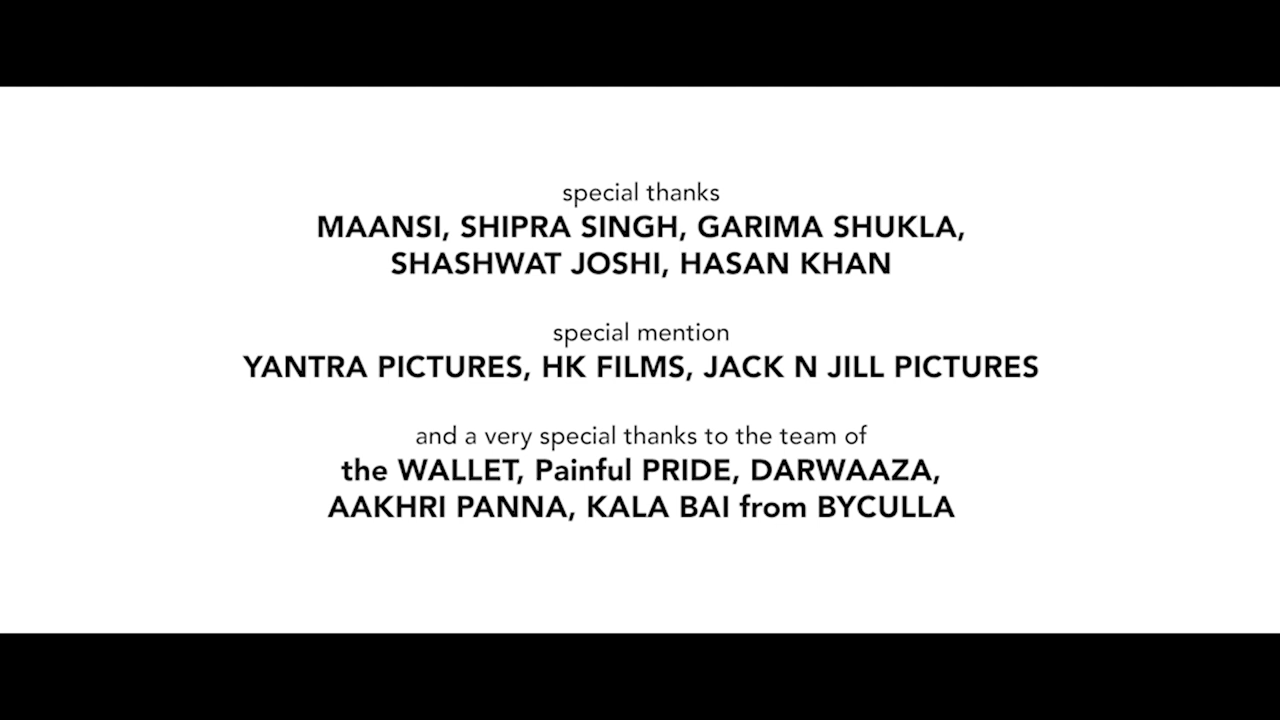 special thanks
MAANSI, SHIPRA SINGH, GARIMA SHUKLA,
SHASHWAT JOSHI, HASAN KHAN
special mention
YANTRA PICTURES, HK FILMS, JACK N JILL PICTURES
and a very special thanks to the team of
the WALLET, Painful PRIDE, DARWAAZA,
AAKHRI PANNA, KALA BAI from BYCULLA